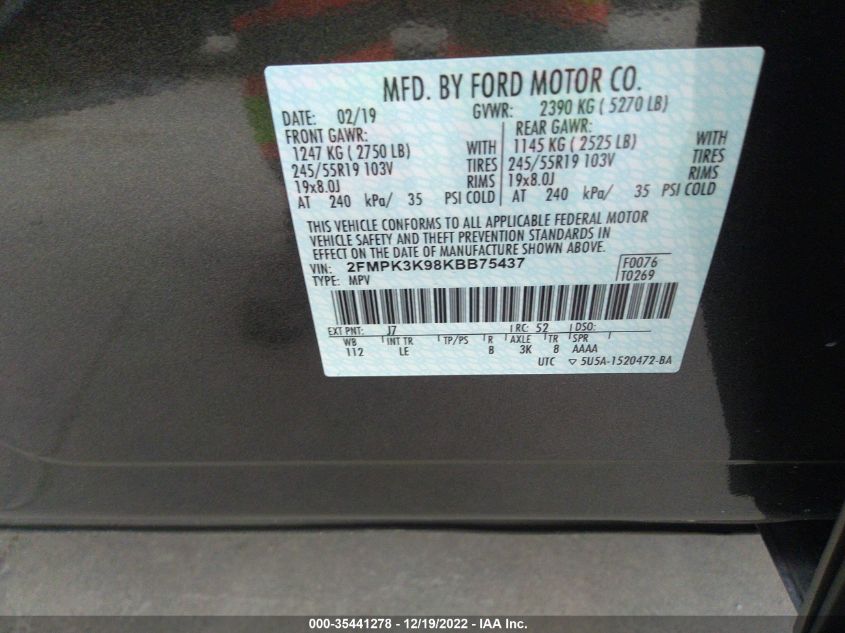 MFD. BY FORD MOTOR CO.
DATE: 02/19 GVWR: 2390 KG ( 5270 LB)
FRONT GAWR: REAR GAWR:
1247 KG ( 2750 LB) WITH 1145 KG ( 2525 LB) WITH
245/55R19 103V TIRES 245/55R19 103V TIRES
19x8.0J RIMS 19x8.0J RIMS
AT 240 kPa/ 35 PSI COLD AT 240 kPa/ 35 PSI COLD
THIS VEHICLE CONFORMS TO ALL APPLICABLE FEDERAL MOTOR
VEHICLE SAFETY AND THEFT PREVENTION STANDARDS IN
EFFECT ON THE DATE OF MANUFACTURE SHOWN ABOVE.
VIN: 2FMPK3K98KBB75437 F0076
TYPE: MPV T0269
EXT PNT: J7 RC: 52 DSO:
WB INT TR TP/PS R AXLE TR SPR
112 LE B 3K 8 AAAA
UTC ▽ 5U5A-1520472-BA
000-35441278 - 12/19/2022 - IAA Inc.